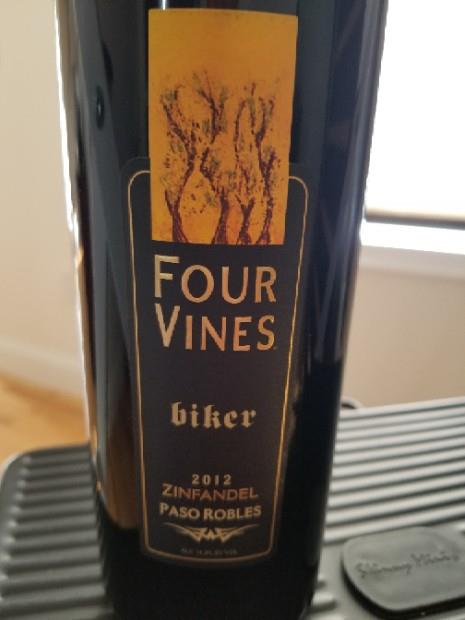 FOUR
VINES
biker
2012
ZINFANDEL
PASO ROBLES